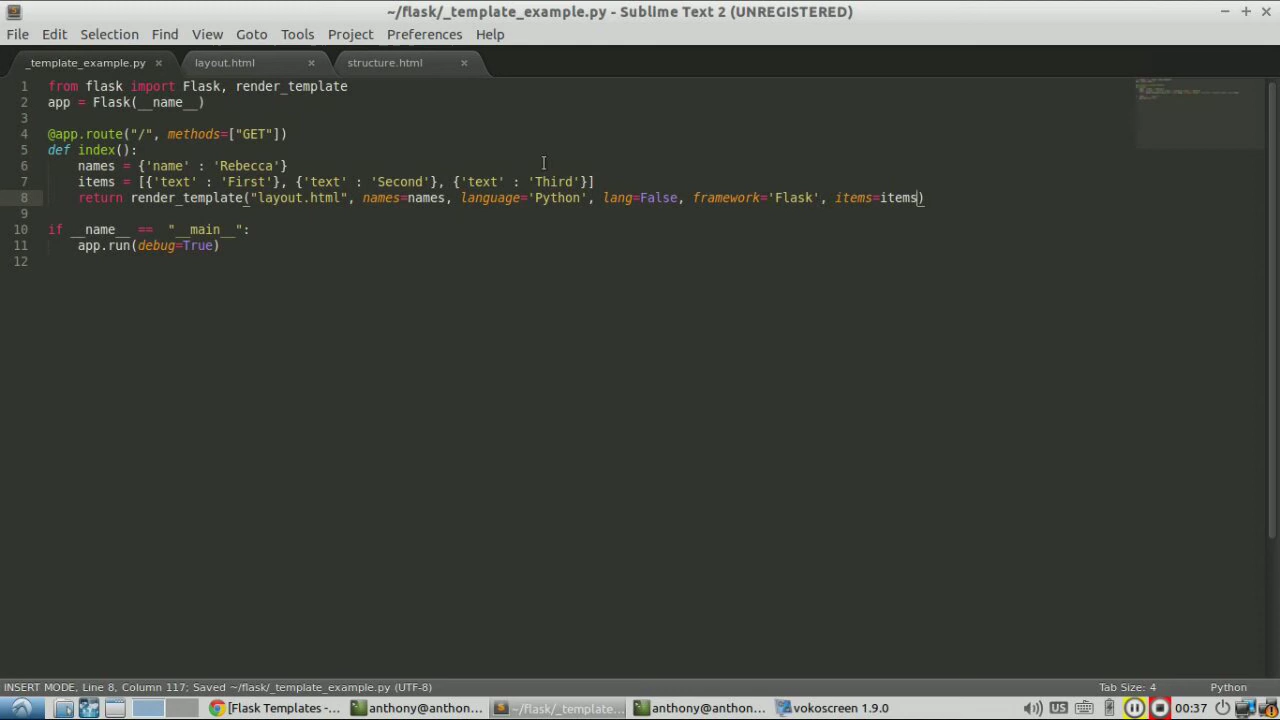 ~/flask/_template_example.py - Sublime Text 2 (UNREGISTERED)
File Edit Selection Find View Goto Tools Project Preferences Help
_template_example.py × layout.html × structure.html ×
1 from flask import Flask, render_template
2 app = Flask(__name__)
3
4 @app.route("/", methods=["GET"])
5 def index():
6     names = {'name' : 'Rebecca'}
7     items = [{'text' : 'First'}, {'text' : 'Second'}, {'text' : 'Third'}]
8     return render_template("layout.html", names=names, language='Python', lang=False, framework='Flask', items=items)
9
10 if __name__ ==  "__main__":
11     app.run(debug=True)
12
INSERT MODE, Line 8, Column 117; Saved ~/flask/_template_example.py (UTF-8) Tab Size: 4 Python
[Flask Templates -... anthony@anthon... ~/flask/_template... anthony@anthon... vokoscreen 1.9.0 US 00:37